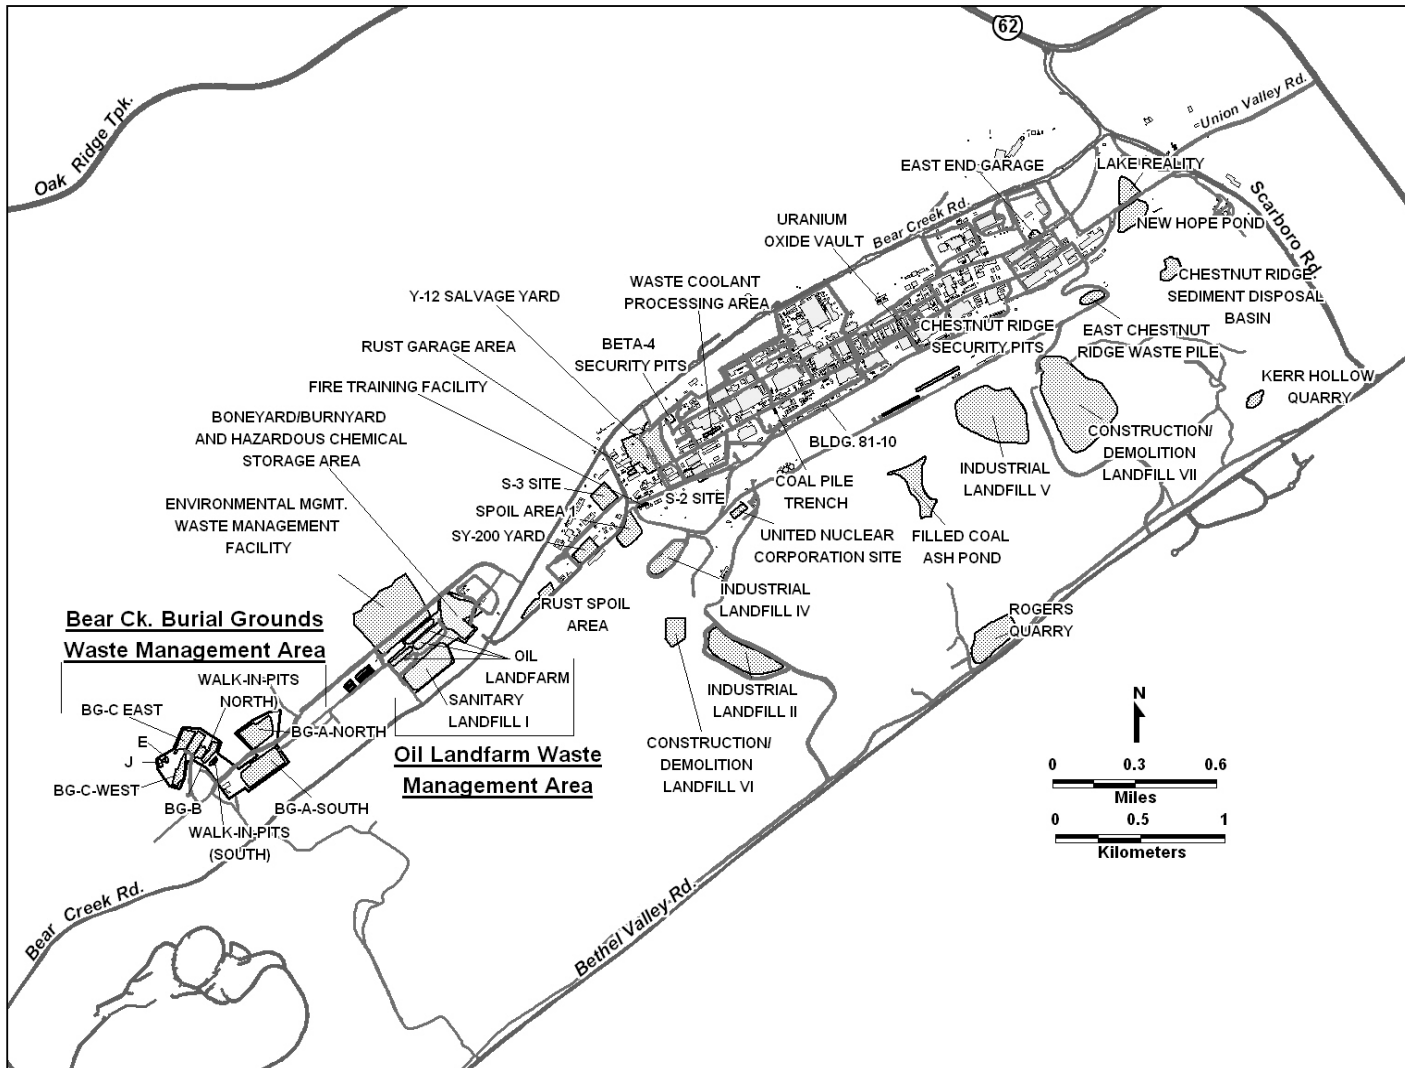 62
Union Valley Rd.
Oak Ridge Tpk.
EAST END GARAGE
LAKE REALITY
Scarboro Rd.
Bear Creek Rd.
URANIUM
OXIDE VAULT
NEW HOPE POND
WASTE COOLANT
PROCESSING AREA
CHESTNUT RIDGE
SEDIMENT DISPOSAL
BASIN
Y-12 SALVAGE YARD
CHESTNUT RIDGE
SECURITY PITS
EAST CHESTNUT
RIDGE WASTE PILE
BETA-4
SECURITY PITS
RUST GARAGE AREA
KERR HOLLOW
QUARRY
FIRE TRAINING FACILITY
BONEYARD/BURNYARD
AND HAZARDOUS CHEMICAL
STORAGE AREA
BLDG. 81-10
CONSTRUCTION/
DEMOLITION
LANDFILL VII
INDUSTRIAL
LANDFILL V
S-3 SITE
COAL PILE
TRENCH
S-2 SITE
ENVIRONMENTAL MGMT.
WASTE MANAGEMENT
FACILITY
SPOIL AREA 1
SY-200 YARD
UNITED NUCLEAR
CORPORATION SITE
FILLED COAL
ASH POND
INDUSTRIAL
LANDFILL IV
RUST SPOIL
AREA
ROGERS
QUARRY
Bear Ck. Burial Grounds
Waste Management Area
OIL
LANDFARM
WALK-IN-PITS
NORTH)
SANITARY
LANDFILL I
INDUSTRIAL
LANDFILL II
BG-C EAST
BG-A-NORTH
E
J
Oil Landfarm Waste
Management Area
CONSTRUCTION/
DEMOLITION
LANDFILL VI
BG-C-WEST
BG-B
BG-A-SOUTH
WALK-IN-PITS
(SOUTH)
N
0 0.3 0.6
Miles
0 0.5 1
Kilometers
Bear Creek Rd.
Bethel Valley Rd.